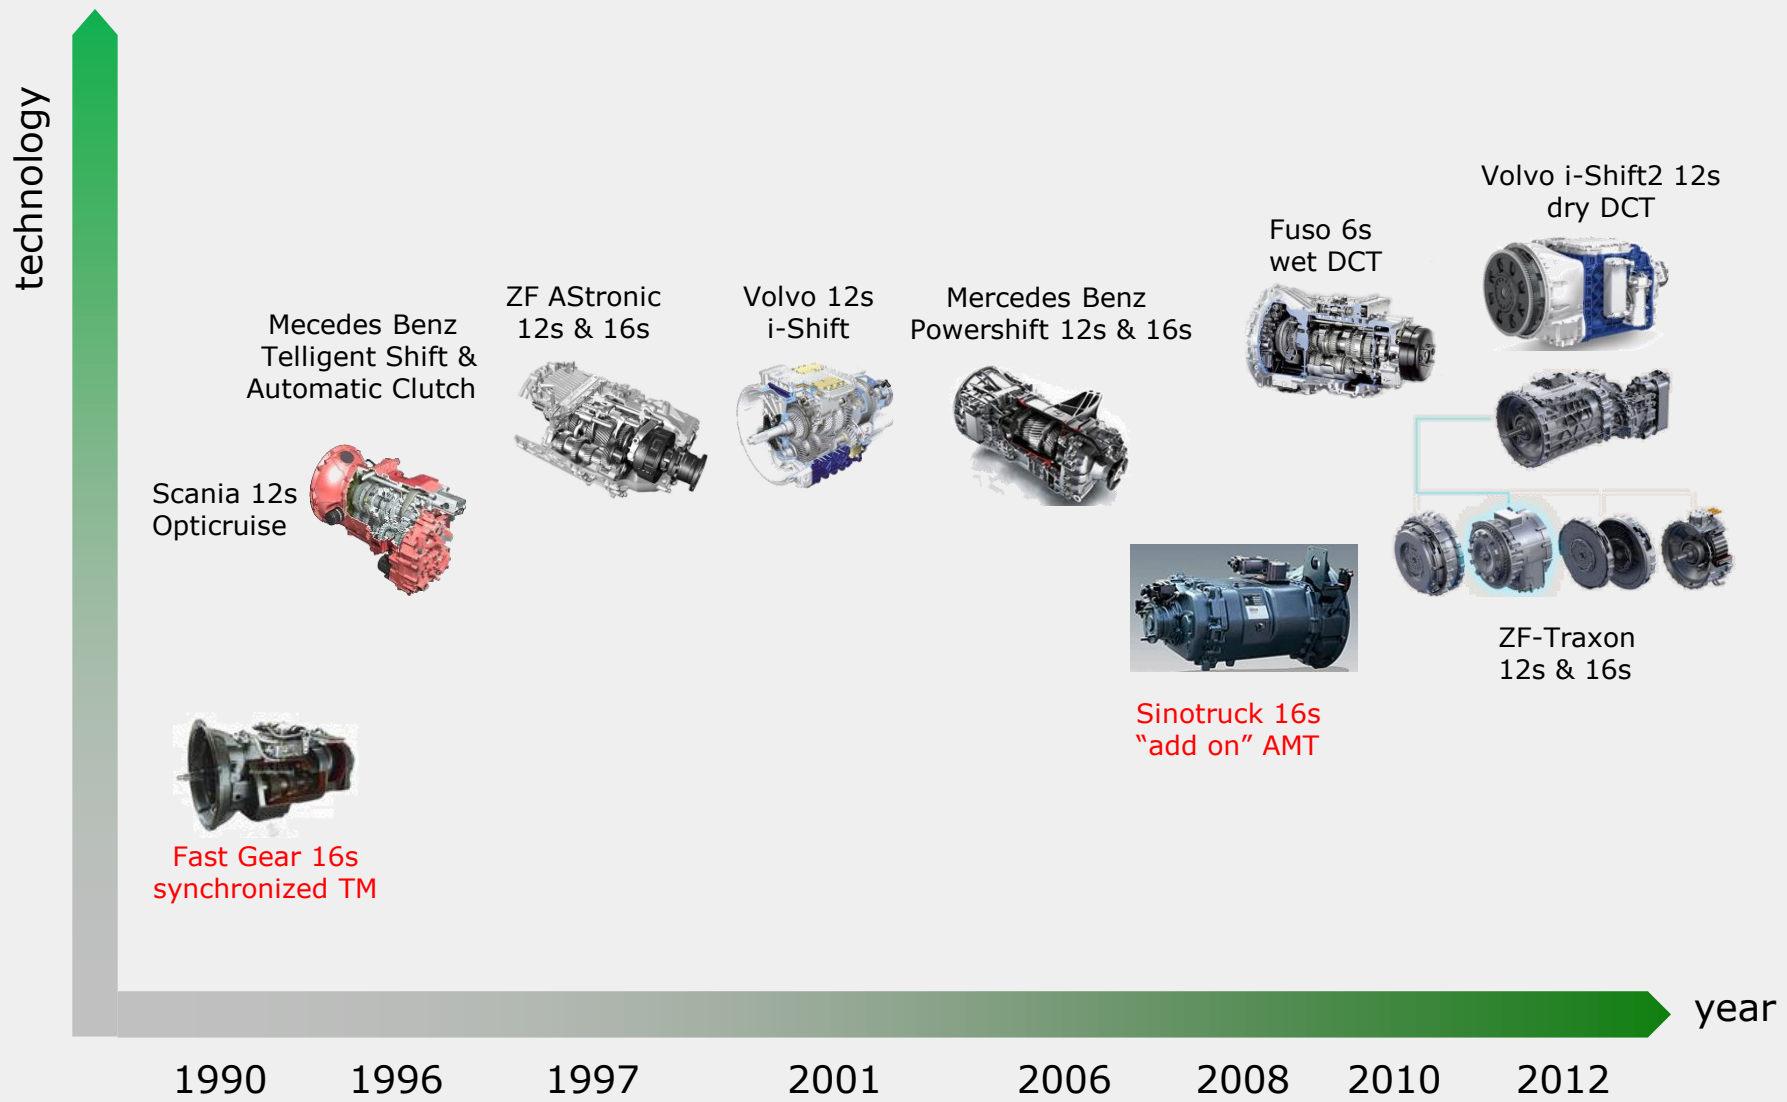 technology
Volvo i-Shift2 12s
dry DCT
Fuso 6s
wet DCT
ZF AStronic
12s & 16s
Volvo 12s
i-Shift
Mercedes Benz
Powershift 12s & 16s
Mecedes Benz
Telligent Shift &
Automatic Clutch
Scania 12s
Opticruise
ZF-Traxon
12s & 16s
Sinotruck 16s
“add on” AMT
Fast Gear 16s
synchronized TM
year
1990 1996 1997 2001 2006 2008 2010 2012